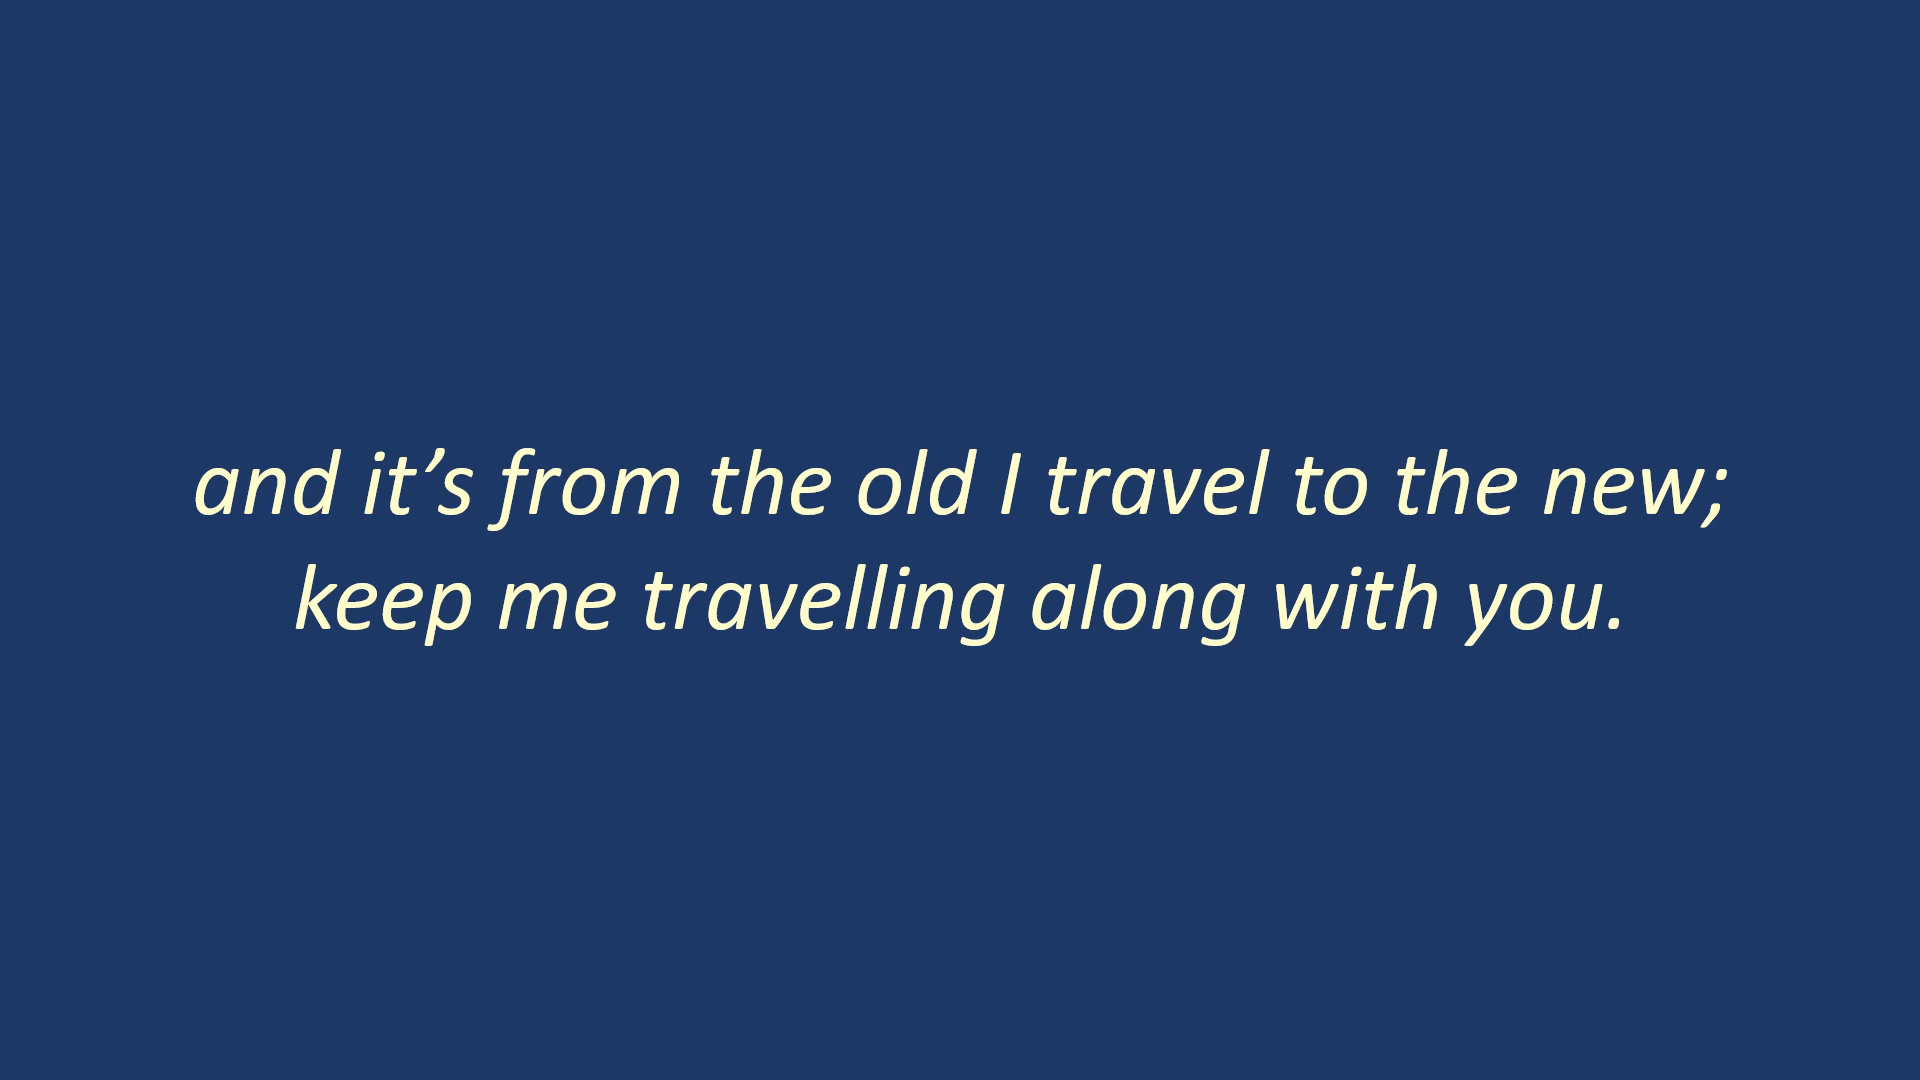 and it’s from the old I travel to the new;
keep me travelling along with you.